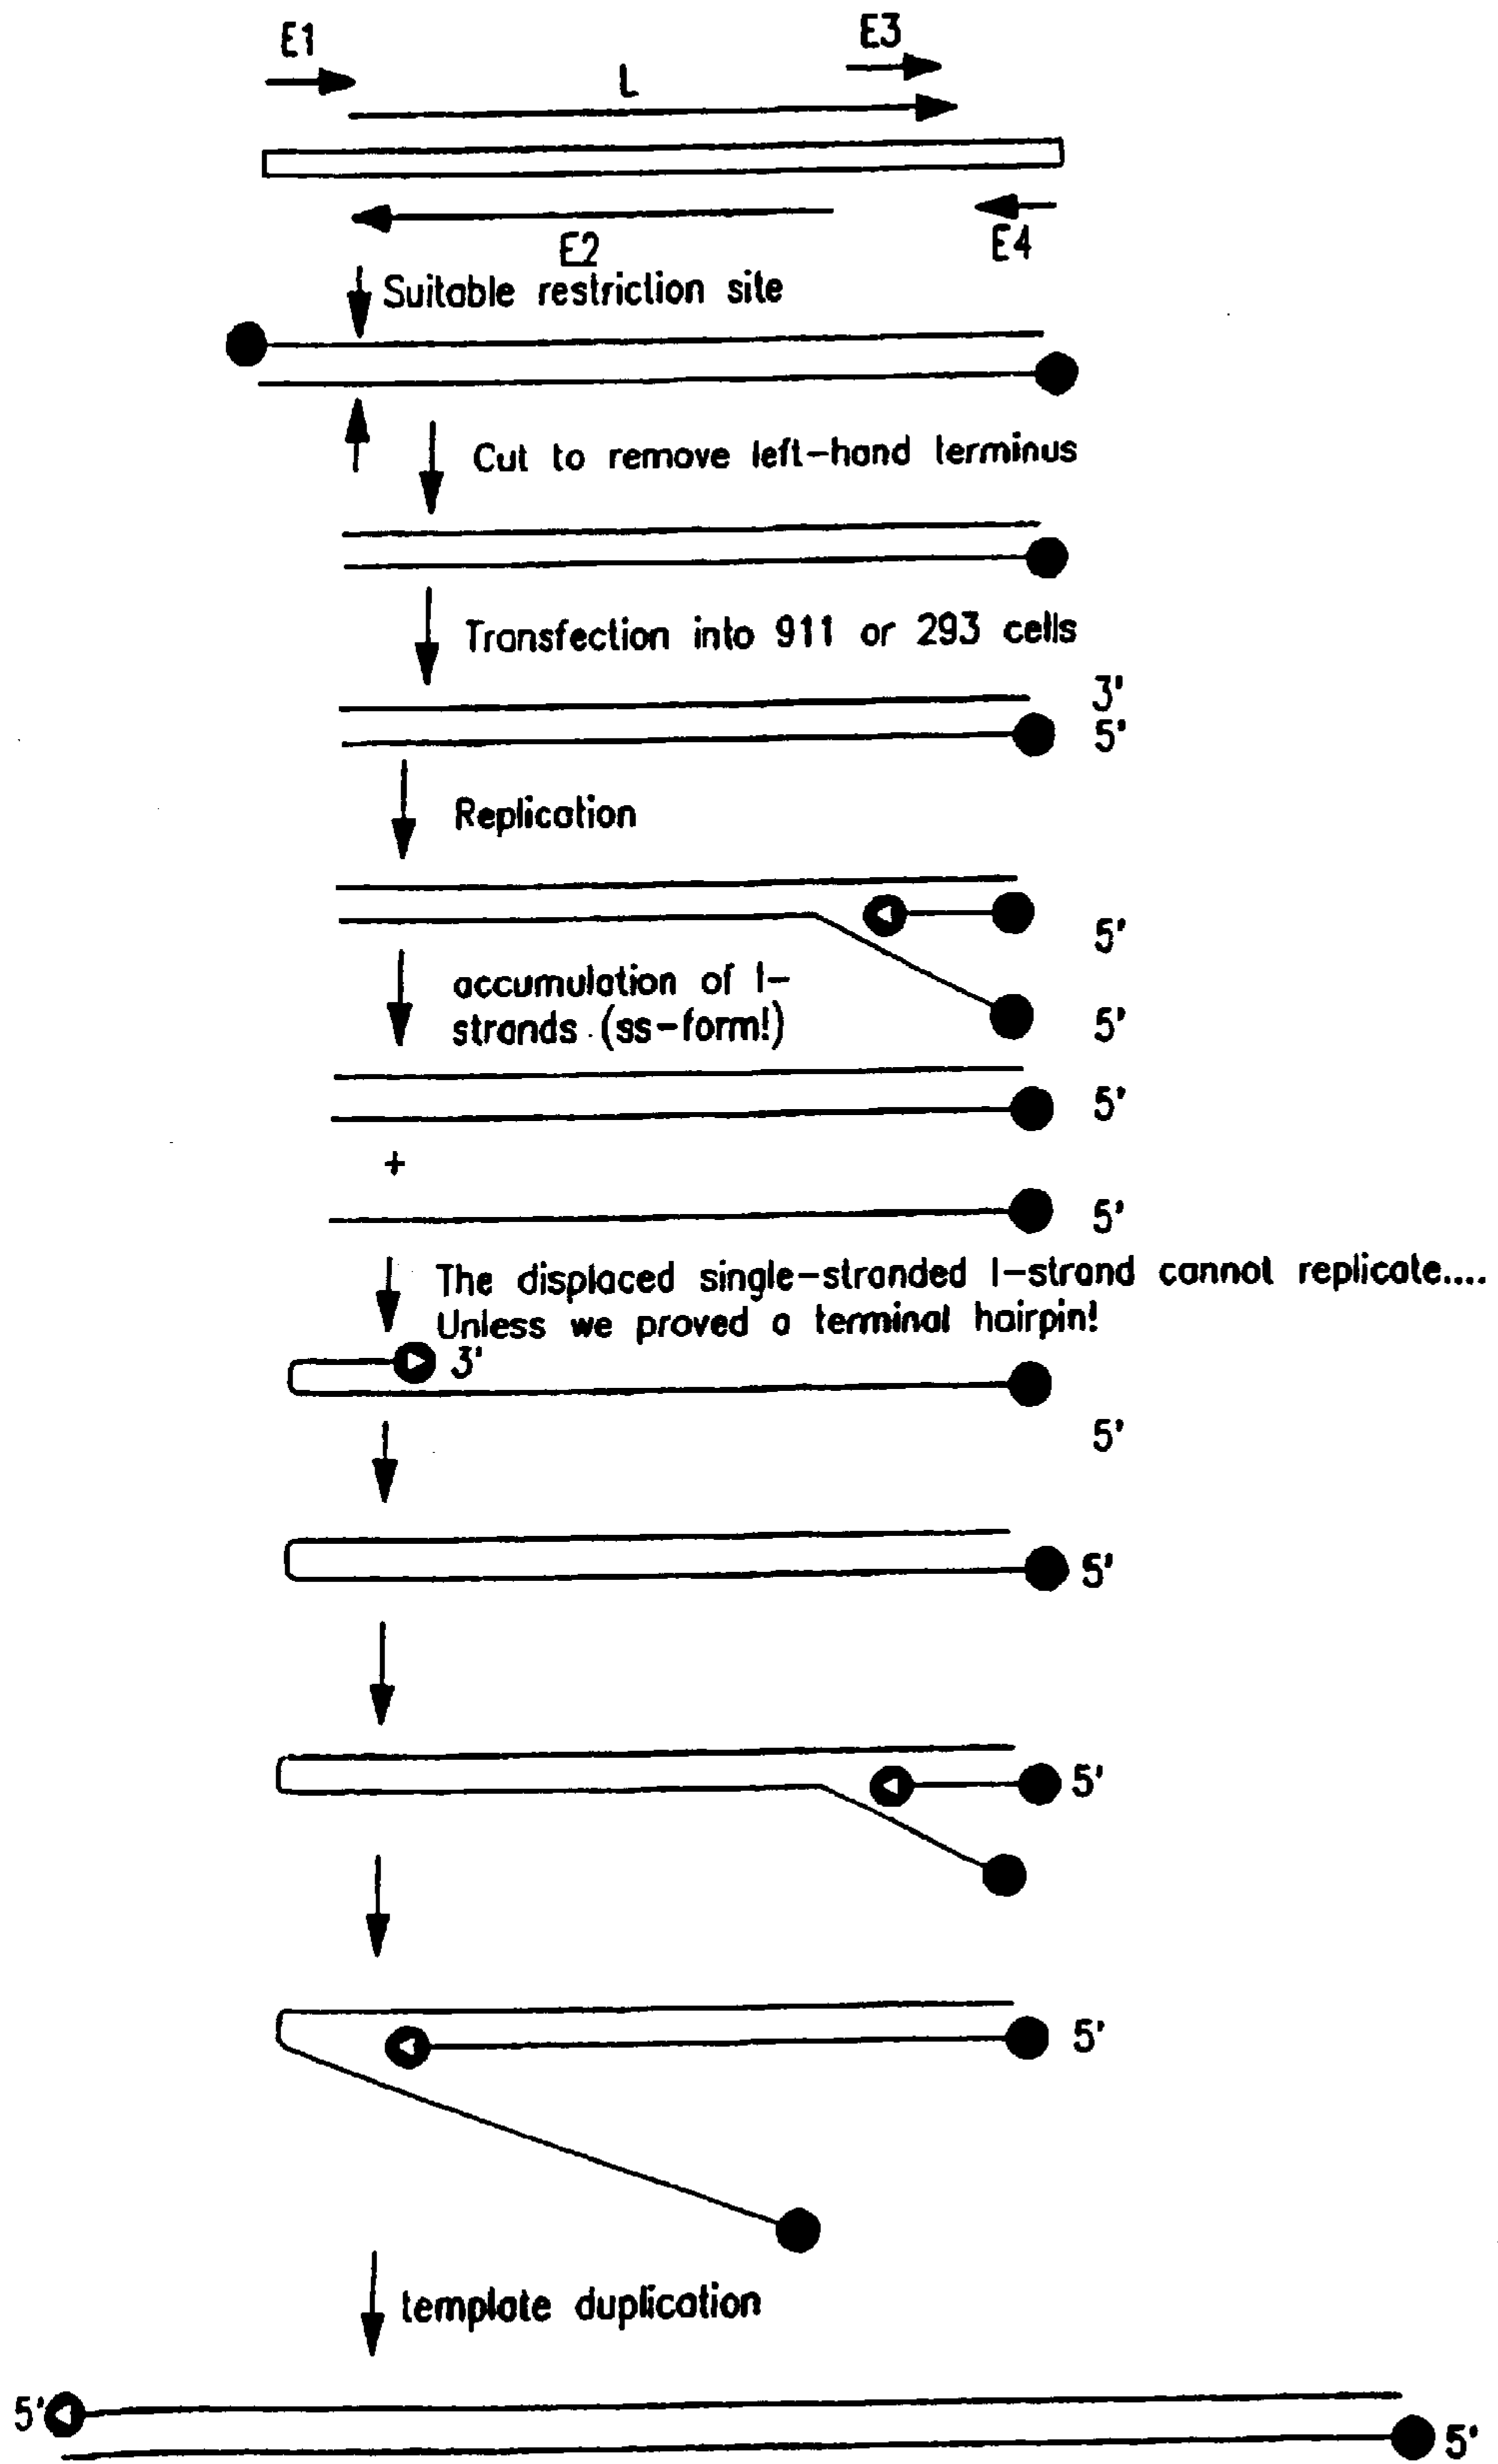 E1
E3
L
E2
E4
Suitable restriction site
Cut to remove left-hand terminus
Transfection into 911 or 293 cells
3'
5'
Replication
5'
accumulation of l-
strands (ss-form!)
5'
5'
+
5'
The displaced single-stranded l-strand cannot replicate....
Unless we proved a terminal hairpin!
3'
5'
5'
5'
5'
template duplication
5'
5'